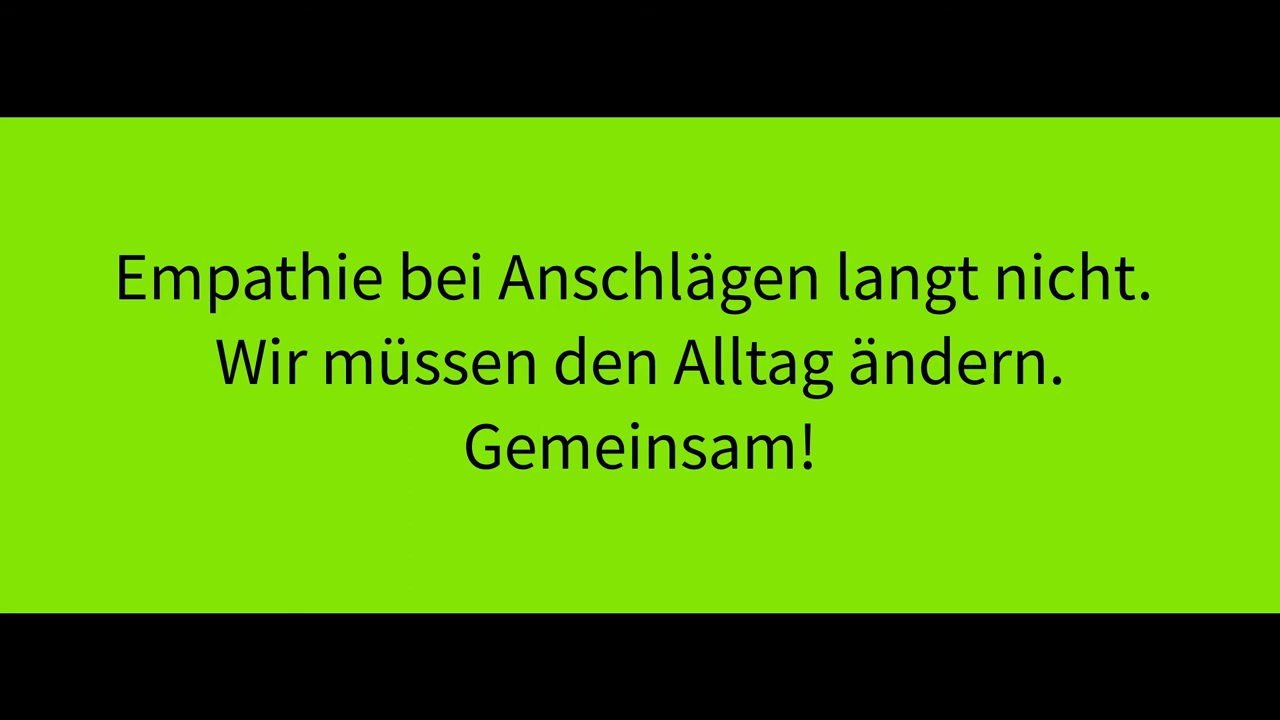 Empathie bei Anschlägen langt nicht.
Wir müssen den Alltag ändern.
Gemeinsam!